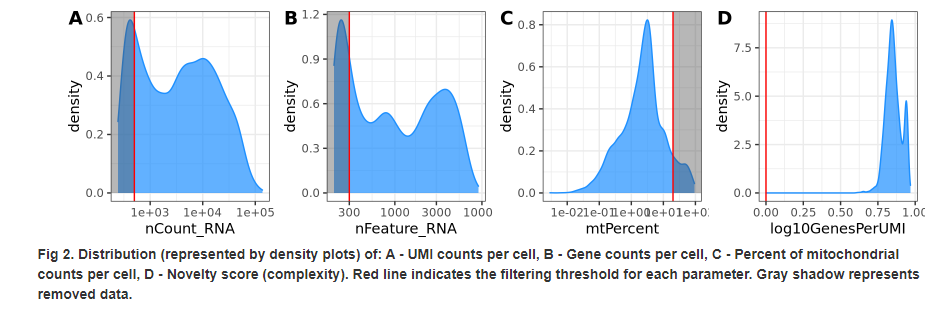 A B C D
0.6
0.4
0.2
0.0
density
1e+03 1e+04 1e+05
nCount_RNA
1.2
0.9
0.6
0.3
0.0
density
300 1000 3000 1000
nFeature_RNA
0.8
0.6
0.4
0.2
0.0
density
1e-02 1e-01 1e+00 1e+01 1e+0
mtPercent
7.5
5.0
2.5
0.0
density
0.00 0.25 0.50 0.75 1.00
log10GenesPerUMI
Fig 2. Distribution (represented by density plots) of: A - UMI counts per cell, B - Gene counts per cell, C - Percent of mitochondrial
counts per cell, D - Novelty score (complexity). Red line indicates the filtering threshold for each parameter. Gray shadow represents
removed data.